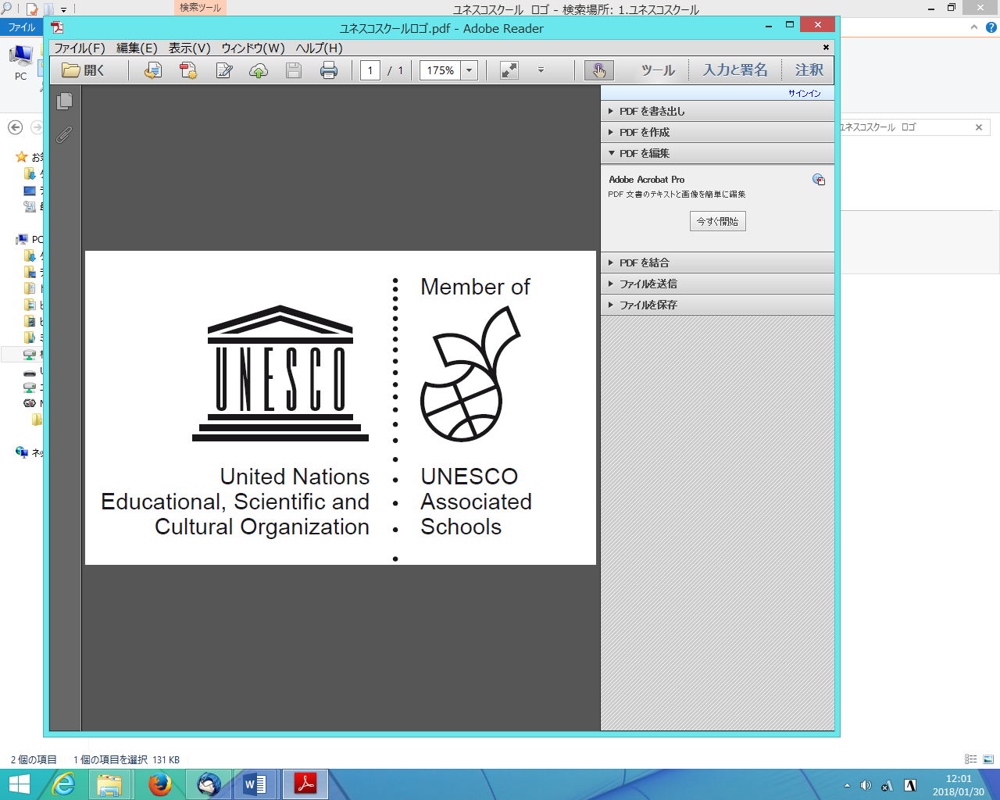 検索ツール
ユネスコスクール ロゴ - 検索場所: 1.ユネスコスクール
ファイル
ユネスコスクールロゴ.pdf - Adobe Reader
ファイル(F) 編集(E) 表示(V) ウィンドウ(W) ヘルプ(H)
開く
1 / 1
175%
ツール
入力と署名
注釈
PC
サインイン
PDF を書き出し
PDF を作成
PDF を編集
Adobe Acrobat Pro
PDF 文書のテキストと画像を簡単に編集
今すぐ開始
PDF を結合
ファイルを送信
ファイルを保存
ユネスコスクール ロゴ
PC
Member of
UNESCO
United Nations
Educational, Scientific and
Cultural Organization
UNESCO
Associated
Schools
2 個の項目 1 個の項目を選択 131 KB
12:01
2018/01/30